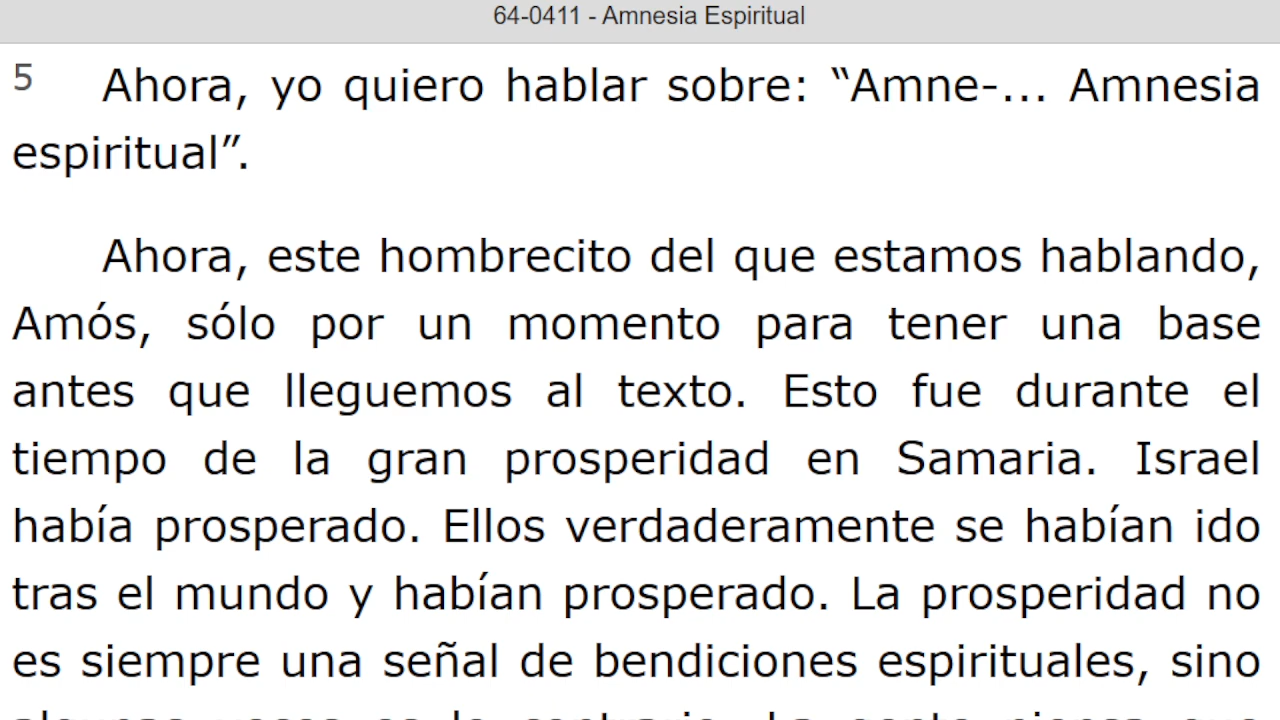 64-0411 - Amnesia Espiritual
5 Ahora, yo quiero hablar sobre: “Amne-... Amnesia
espiritual”.
Ahora, este hombrecito del que estamos hablando,
Amós, sólo por un momento para tener una base
antes que lleguemos al texto. Esto fue durante el
tiempo de la gran prosperidad en Samaria. Israel
había prosperado. Ellos verdaderamente se habían ido
tras el mundo y habían prosperado. La prosperidad no
es siempre una señal de bendiciones espirituales, sino